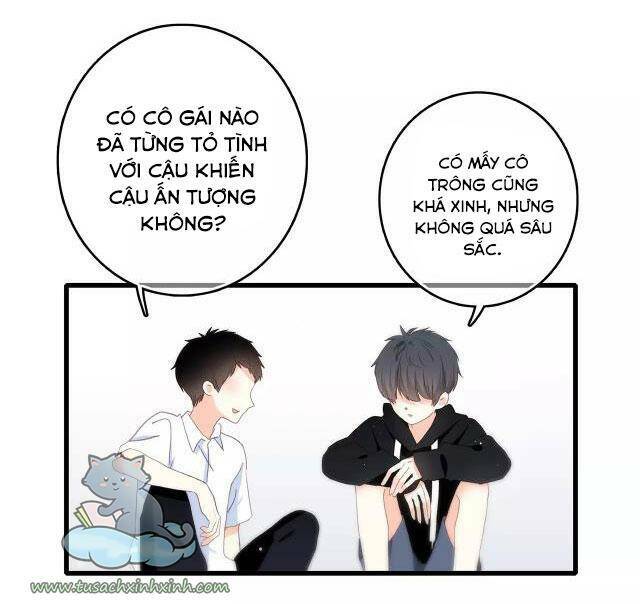 CÓ CÔ GÁI NÀO
ĐÃ TỪNG TỎ TÌNH
VỚI CẬU KHIẾN
CẬU ẤN TƯỢNG
KHÔNG?
CÓ MẤY CÔ
TRÔNG CŨNG
KHÁ XINH, NHƯNG
KHÔNG QUÁ SÂU
SẮC.
www.tusachxinhxinh.com